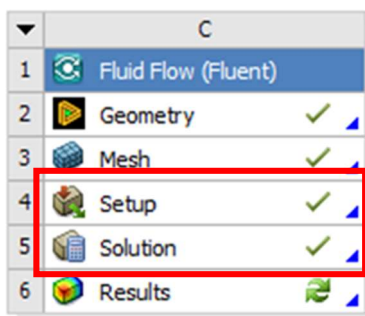 C
1 Fluid Flow (Fluent)
2 Geometry
3 Mesh
4 Setup
5 Solution
6 Results